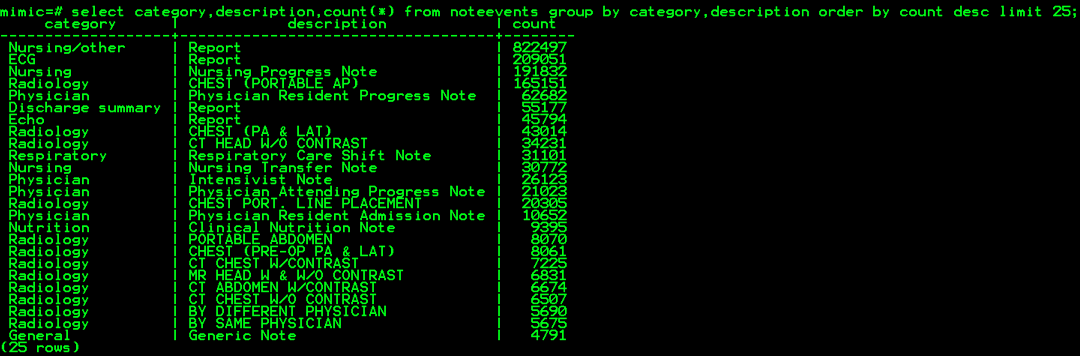 mimic=# select category,description,count(*) from noteevents group by category,description order by count desc limit 25;
     category      |            description            | count
-------------------+-----------------------------------+--------
 Nursing/other     | Report                            | 822497
 ECG               | Report                            | 209051
 Nursing           | Nursing Progress Note             | 191832
 Radiology         | CHEST (PORTABLE AP)               | 165151
 Physician         | Physician Resident Progress Note  |  62682
 Discharge summary | Report                            |  55177
 Echo              | Report                            |  45794
 Radiology         | CHEST (PA & LAT)                  |  43014
 Radiology         | CT HEAD W/O CONTRAST              |  34231
 Respiratory       | Respiratory Care Shift Note       |  31101
 Nursing           | Nursing Transfer Note             |  30772
 Physician         | Intensivist Note                  |  26123
 Physician         | Physician Attending Progress Note |  21023
 Radiology         | CHEST PORT. LINE PLACEMENT        |  20305
 Physician         | Physician Resident Admission Note |  10652
 Nutrition         | Clinical Nutrition Note           |   9395
 Radiology         | PORTABLE ABDOMEN                  |   8070
 Radiology         | CHEST (PRE-OP PA & LAT)           |   8061
 Radiology         | CT CHEST W/CONTRAST               |   7225
 Radiology         | MR HEAD W & W/O CONTRAST          |   6831
 Radiology         | CT ABDOMEN W/CONTRAST             |   6674
 Radiology         | CT CHEST W/O CONTRAST             |   6507
 Radiology         | BY DIFFERENT PHYSICIAN            |   5690
 Radiology         | BY SAME PHYSICIAN                 |   5675
 General           | Generic Note                      |   4791
(25 rows)